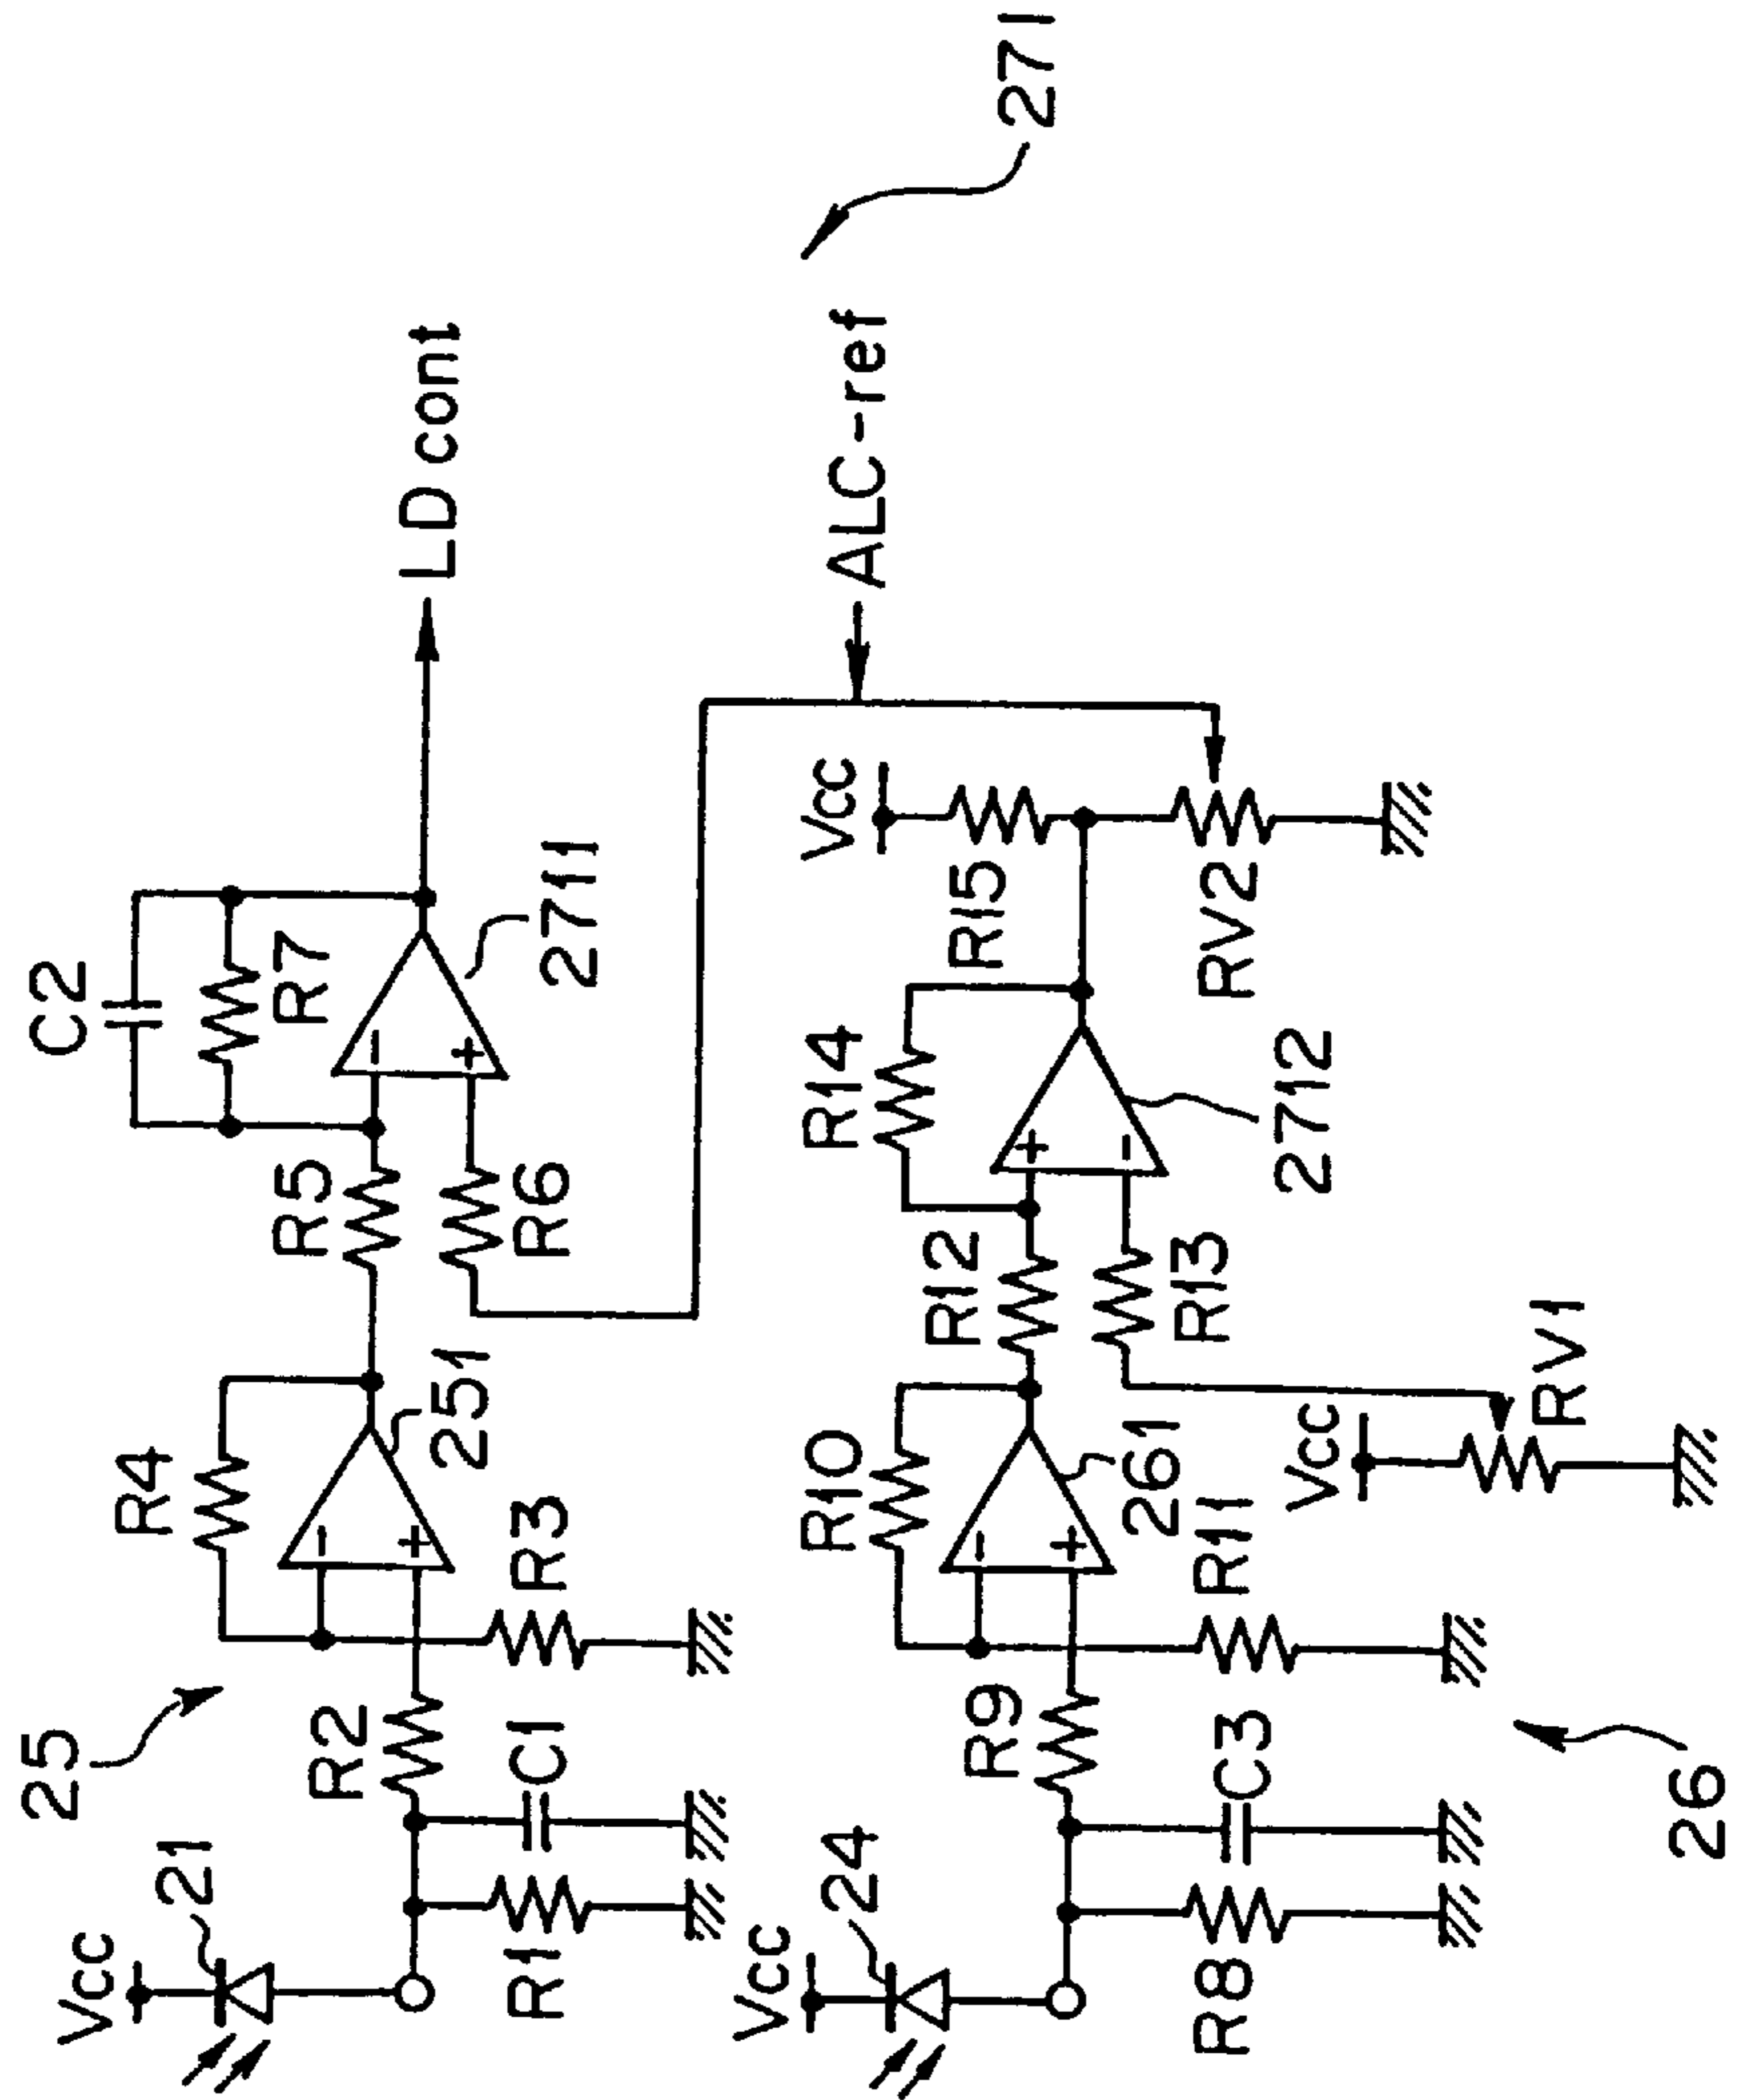 25
Vcc
21
R1
C1
R2
R3
R4
251
R5
R6
C2
R7
2711
LD cont
Vcc
24
R8
C3
R9
R11
R10
261
R12
R13
Vcc
RV1
R14
2712
Vcc
R15
RV2
ALC-ref
271
26